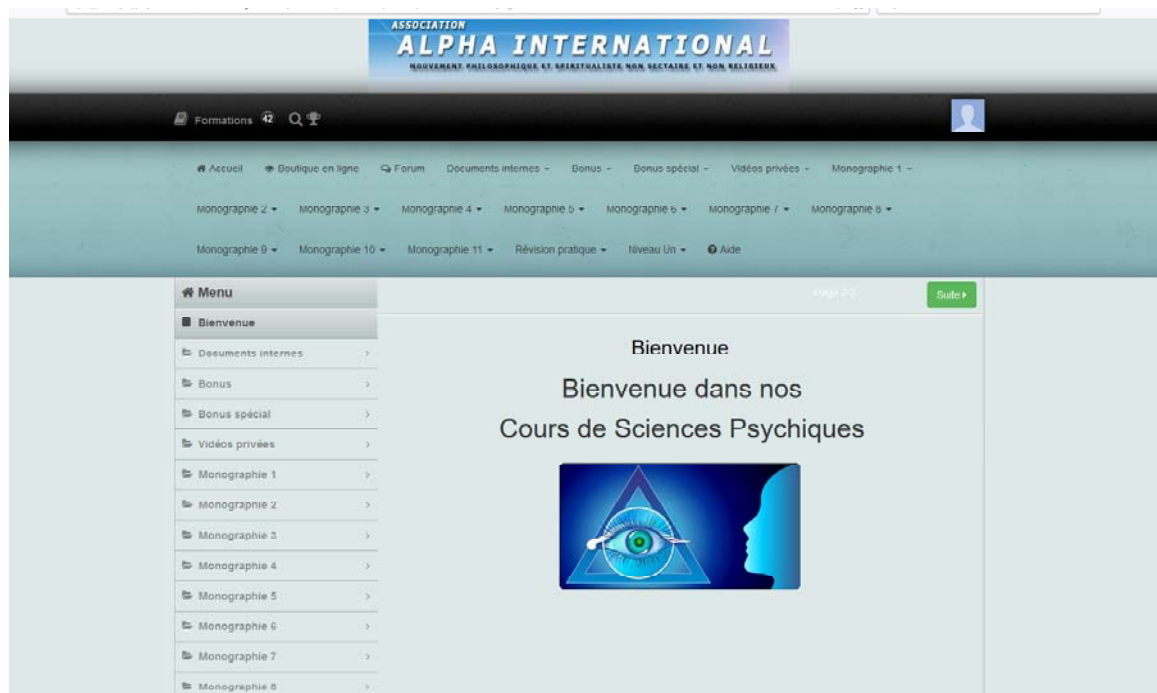 ASSOCIATION
ALPHA INTERNATIONAL
MOUVEMENT PHILOSOPHIQUE ET SPIRITUALISTE NON SECTAIRE ET NON RELIGIEUX
Formations 42
Accueil Boutique en ligne Forum Documents internes Bonus Bonus spécial Vidéos privées Monographie 1
Monographie 2 Monographie 3 Monographie 4 Monographie 5 Monographie 6 Monographie 7 Monographie 8
Monographie 9 Monographie 10 Monographie 11 Révision pratique Niveau Un Aide
Menu
Suite
Bienvenue
Documents internes
Bonus
Bonus spécial
Vidéos privées
Monographie 1
Monographie 2
Monographie 3
Monographie 4
Monographie 5
Monographie 6
Monographie 7
Monographie 8
Bienvenue
Bienvenue dans nos
Cours de Sciences Psychiques